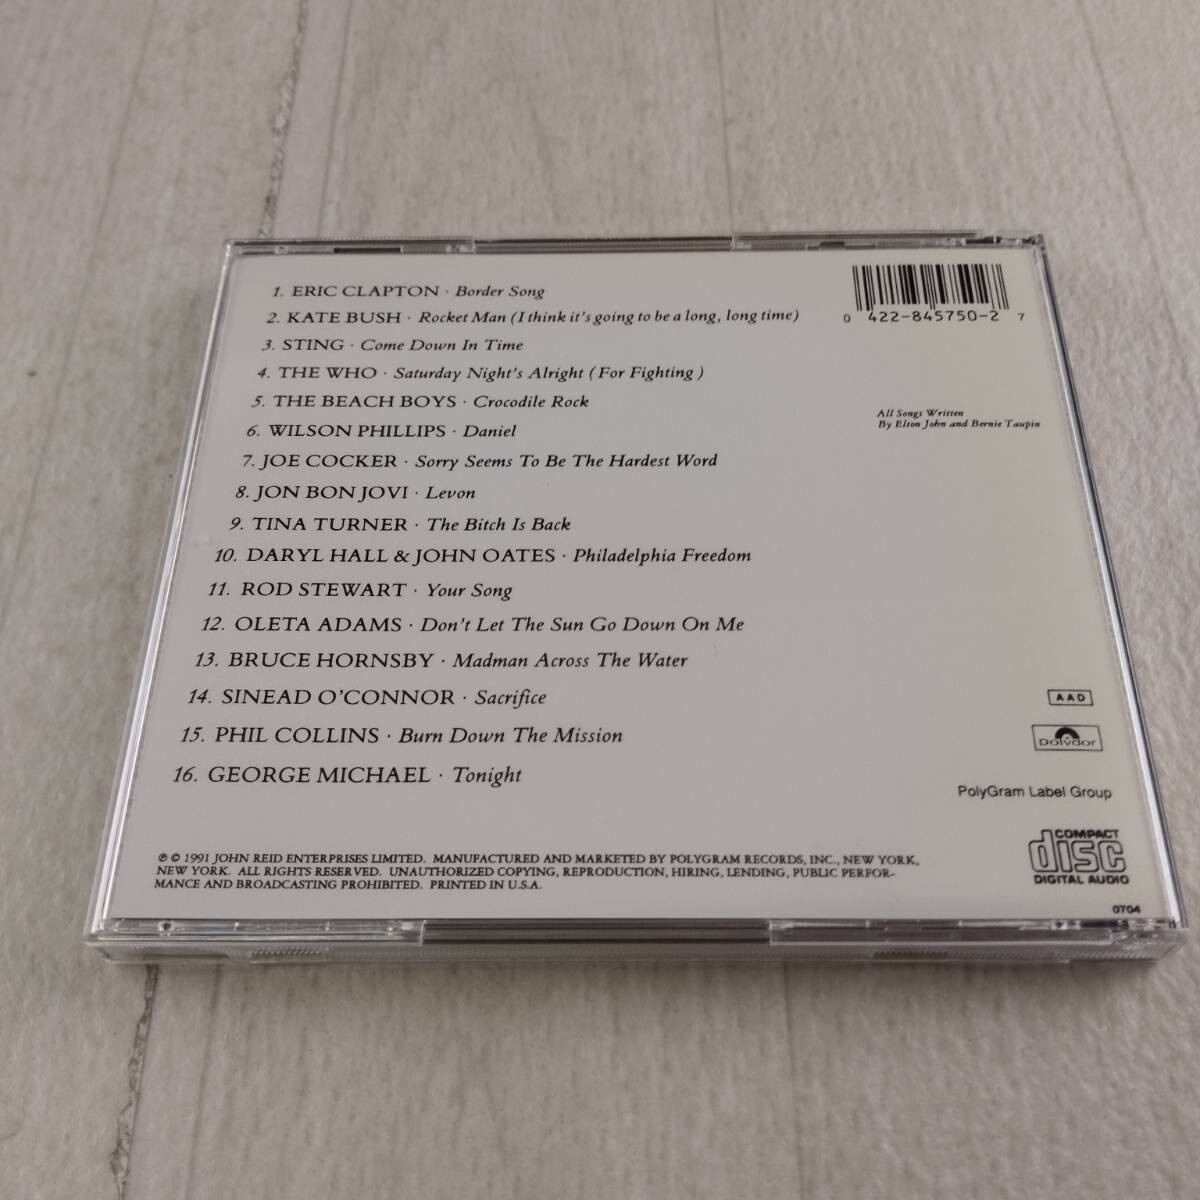 1. ERIC CLAPTON · Border Song
2. KATE BUSH · Rocket Man (I think it's going to be a long, long time)
3. STING · Come Down In Time
4. THE WHO · Saturday Night's Alright (For Fighting)
5. THE BEACH BOYS · Crocodile Rock
6. WILSON PHILLIPS · Daniel
7. JOE COCKER · Sorry Seems To Be The Hardest Word
8. JON BON JOVI · Levon
9. TINA TURNER · The Bitch Is Back
10. DARYL HALL & JOHN OATES · Philadelphia Freedom
11. ROD STEWART · Your Song
12. OLETA ADAMS · Don't Let The Sun Go Down On Me
13. BRUCE HORNSBY · Madman Across The Water
14. SINEAD O'CONNOR · Sacrifice
15. PHIL COLLINS · Burn Down The Mission
16. GEORGE MICHAEL · Tonight
0 422-845750-2 7
All Songs Written
By Elton John and Bernie Taupin
AAD
Polydor
PolyGram Label Group
COMPACT
disc
DIGITAL AUDIO
0704
℗ © 1991 JOHN REID ENTERPRISES LIMITED. MANUFACTURED AND MARKETED BY POLYGRAM RECORDS, INC., NEW YORK,
NEW YORK. ALL RIGHTS RESERVED. UNAUTHORIZED COPYING, REPRODUCTION, HIRING, LENDING, PUBLIC PERFOR-
MANCE AND BROADCASTING PROHIBITED. PRINTED IN U.S.A.